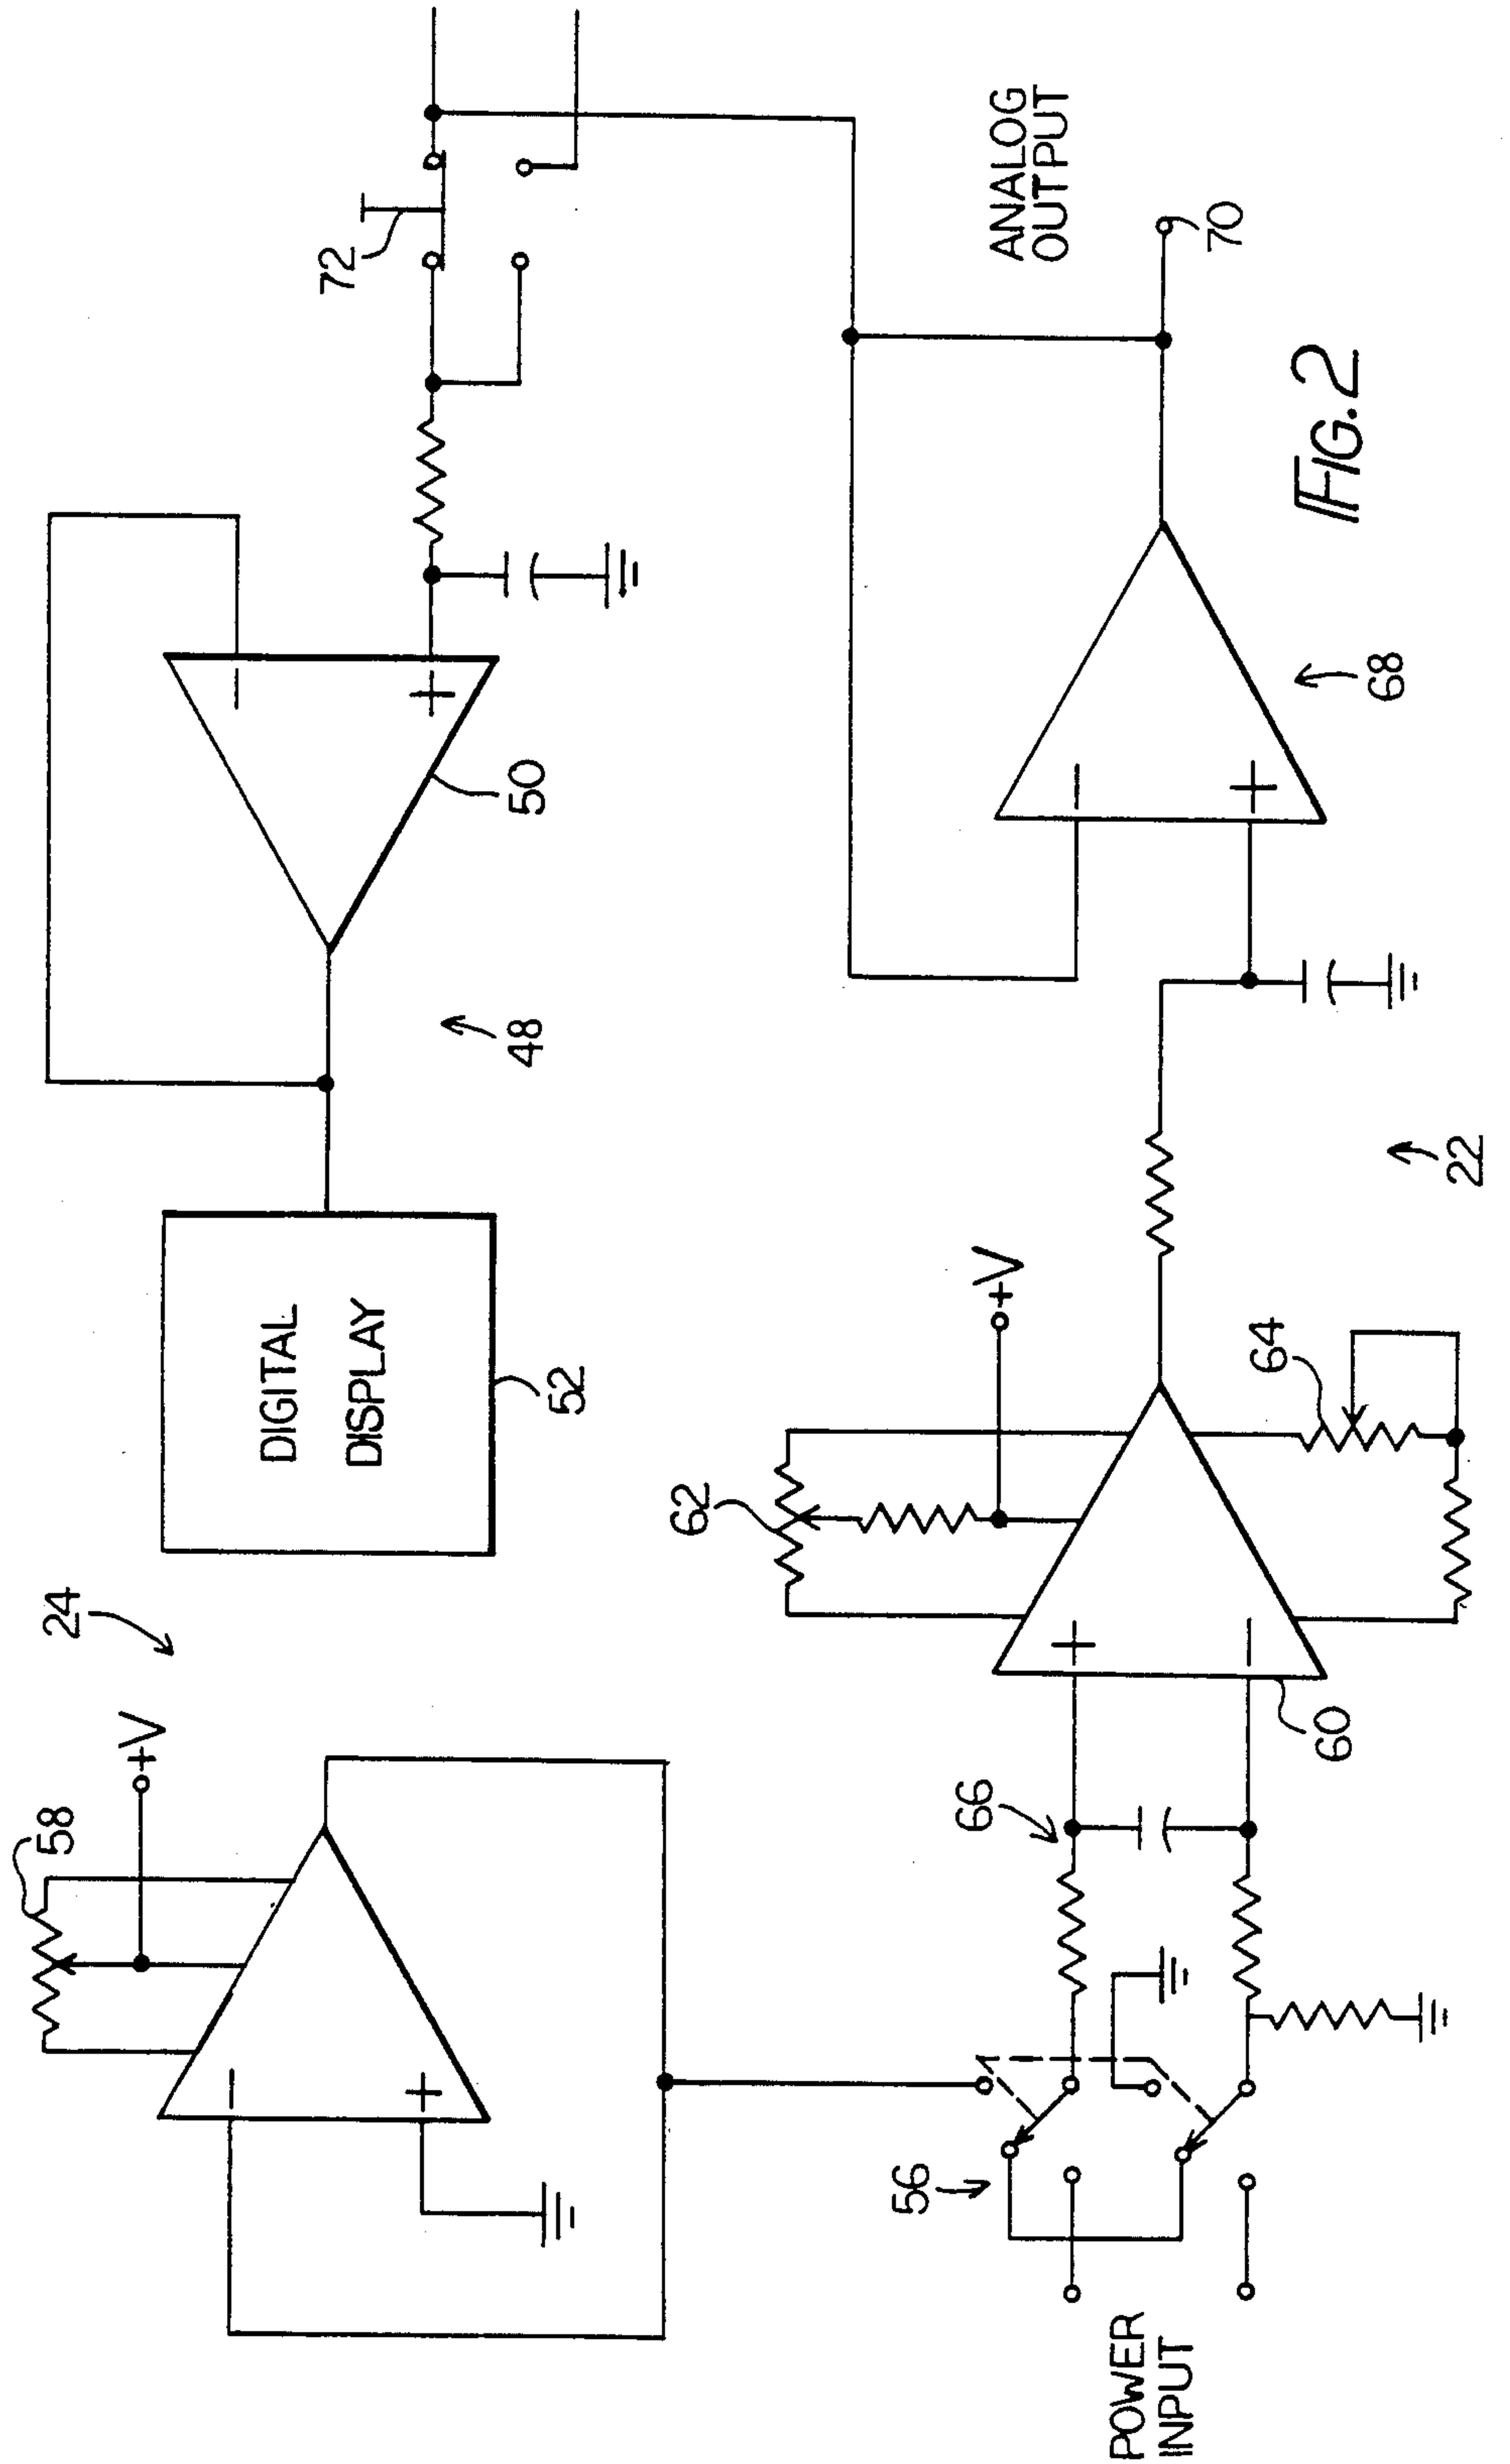 24
58
+V
DIGITAL
DISPLAY
52
48
50
72
56
66
62
+V
60
64
22
68
70
POWER
INPUT
ANALOG
OUTPUT
FIG. 2
−
+
−
+
+
−
−
+